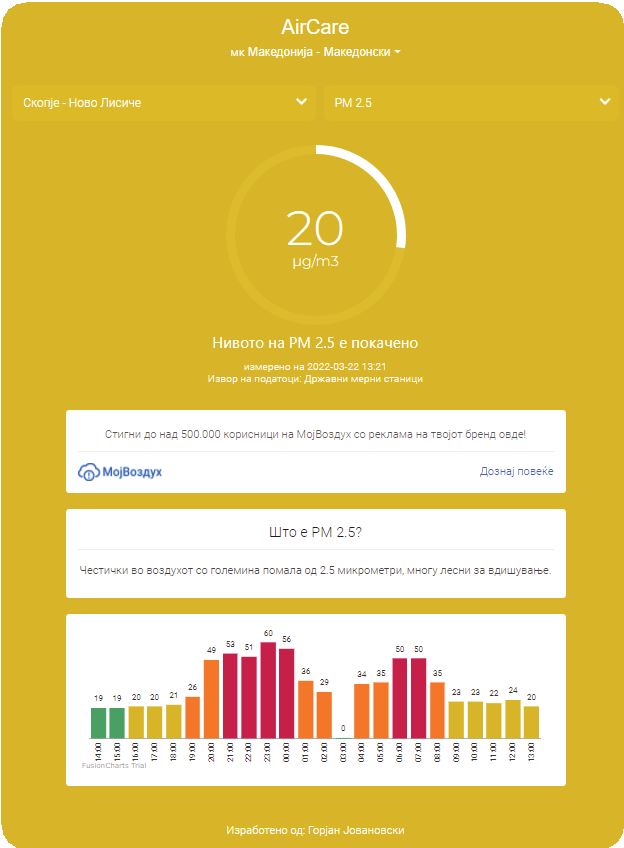 AirCare
мк Македонија - Македонски
Скопје - Ново Лисиче
PM 2.5
20
µg/m3
Нивото на PM 2.5 е покачено
измерено на 2022-03-22 13:21
Извор на податоци: Државни мерни станици
Стигни до над 500.000 корисници на МојВоздух со реклама на твојот бренд овде!
МојВоздух
Дознај повеќе
Што е PM 2.5?
Честички во воздухот со големина помала од 2.5 микрометри, многу лесни за вдишување.
19 19 20 20 21 26 49 53 51 60 56 36 29 0 34 35 50 50 35 23 23 22 24 20
14:00 15:00 16:00 17:00 18:00 19:00 20:00 21:00 22:00 23:00 00:00 01:00 02:00 03:00 04:00 05:00 06:00 07:00 08:00 09:00 10:00 11:00 12:00 13:00
FusionCharts Trial
Изработено од: Горјан Јовановски